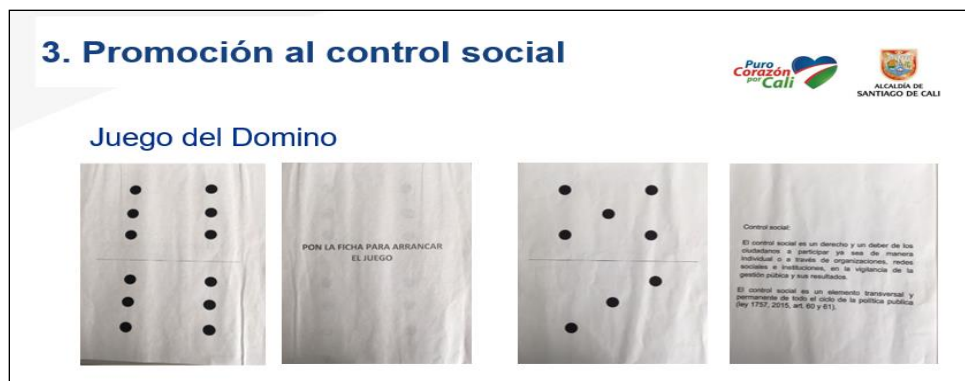 3. Promoción al control social
Puro
Corazón
por Cali
ALCALDÍA DE
SANTIAGO DE CALI
Juego del Domino
PON LA FICHA PARA ARRANCAR
EL JUEGO
Control social:
El control social es un derecho y un deber de los
ciudadanos a participar ya sea de manera
individual o a través de organizaciones, redes
sociales e instituciones, en la vigilancia de la
gestión pública y sus resultados.
El control social es un elemento transversal y
permanente de todo el ciclo de la política publica
(ley 1757, 2015, art. 60 y 61).